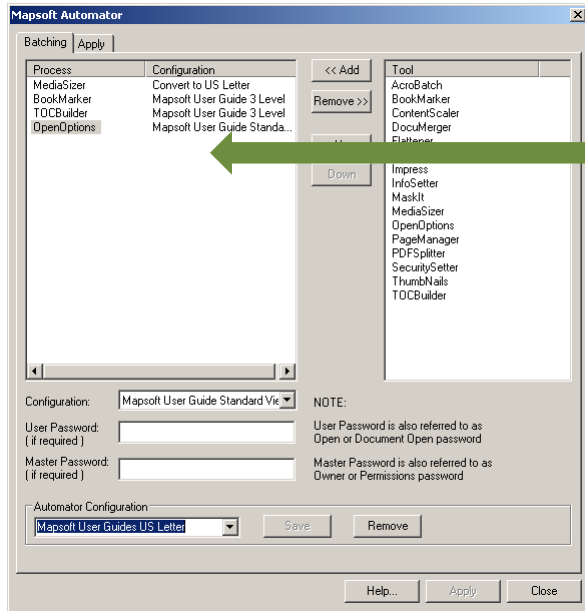 Mapsoft Automator
Batching Apply
Process Configuration
MediaSizer Convert to US Letter
BookMarker Mapsoft User Guide 3 Level
TOCBuilder Mapsoft User Guide 3 Level
OpenOptions Mapsoft User Guide Standa...
<< Add
Remove >>
Down
Tool
AcroBatch
BookMarker
ContentScaler
DocuMerger
Flattener
Impress
InfoSetter
MaskIt
MediaSizer
OpenOptions
PageManager
PDFSplitter
SecuritySetter
ThumbNails
TOCBuilder
Configuration: Mapsoft User Guide Standard Vie
User Password:
( if required )
Master Password:
( if required )
NOTE:
User Password is also referred to as
Open or Document Open password
Master Password is also referred to as
Owner or Permissions password
Automator Configuration
Mapsoft User Guides US Letter Save Remove
Help... Apply Close